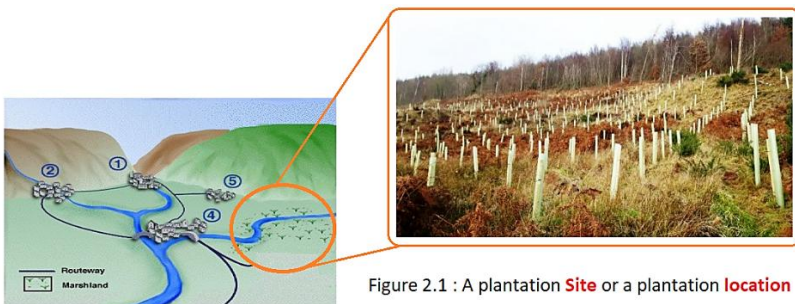 ①
②
⑤
④
Routeway
Marshland
Figure 2.1 : A plantation Site or a plantation location